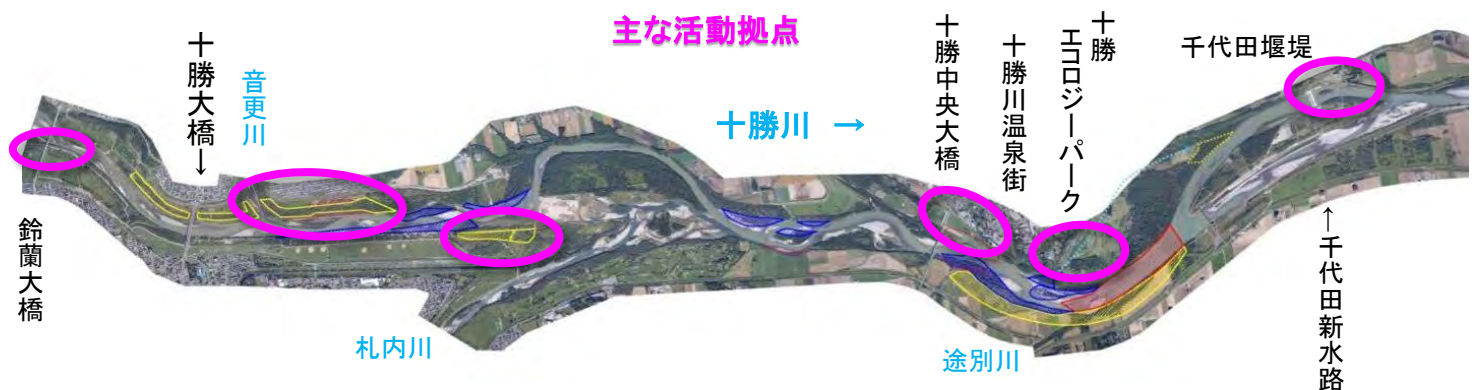 主な活動拠点
十勝大橋↓
音更川
十勝川 →
十勝中央大橋
十勝川温泉街
十勝
エコロジーパーク
千代田堰堤
鈴蘭大橋
札内川
途別川
↑千代田新水路